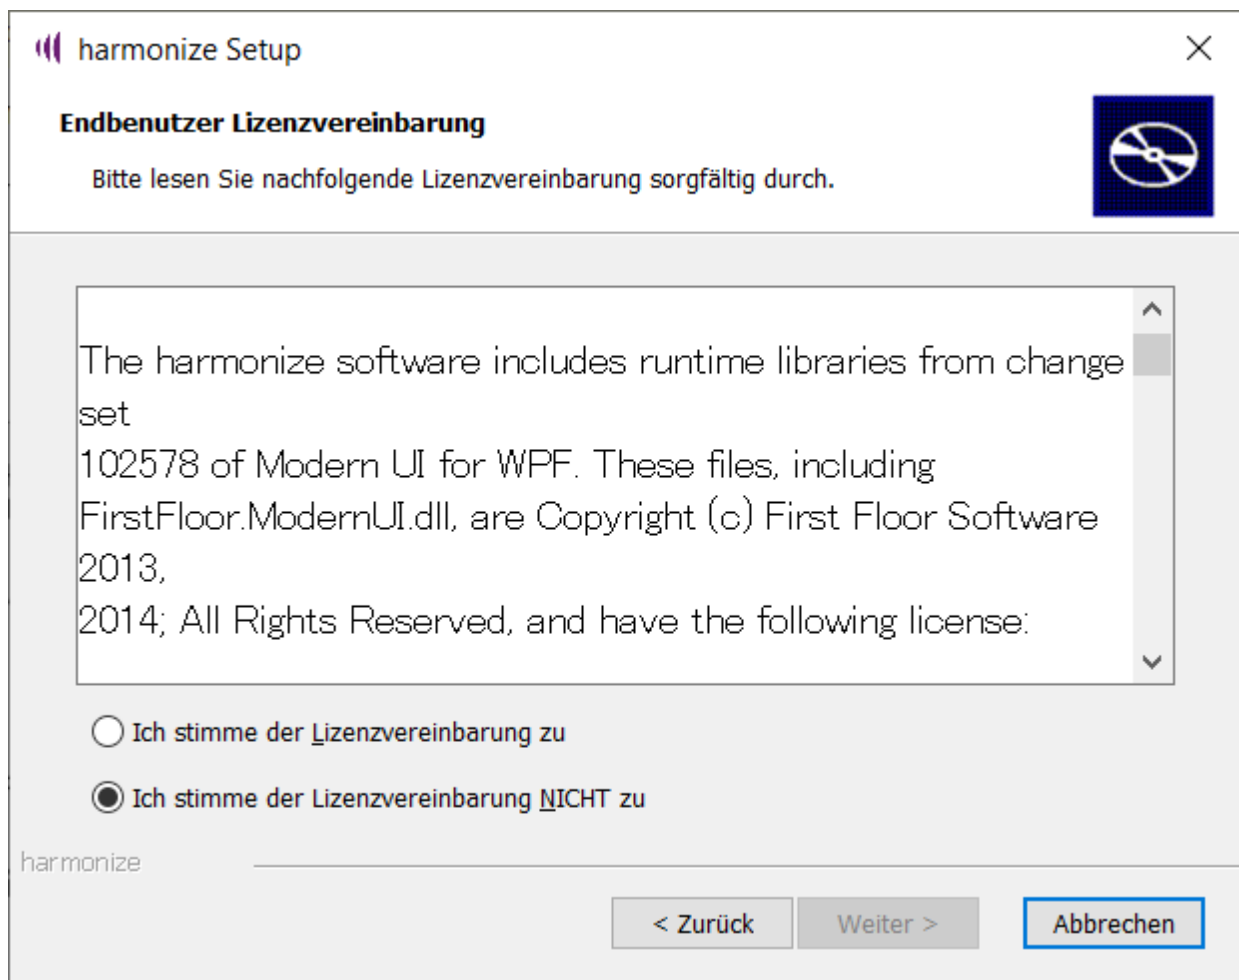 harmonize Setup
Endbenutzer Lizenzvereinbarung
Bitte lesen Sie nachfolgende Lizenzvereinbarung sorgfältig durch.
The harmonize software includes runtime libraries from change
set
102578 of Modern UI for WPF. These files, including
FirstFloor.ModernUI.dll, are Copyright (c) First Floor Software
2013,
2014; All Rights Reserved, and have the following license:
Ich stimme der Lizenzvereinbarung zu
Ich stimme der Lizenzvereinbarung NICHT zu
harmonize
< Zurück
Weiter >
Abbrechen